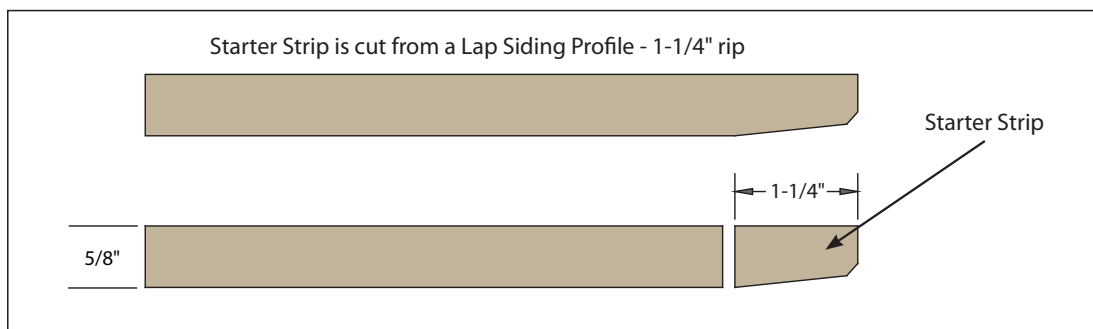 Starter Strip is cut from a Lap Siding Profile - 1-1/4" rip
Starter Strip
1-1/4"
5/8"